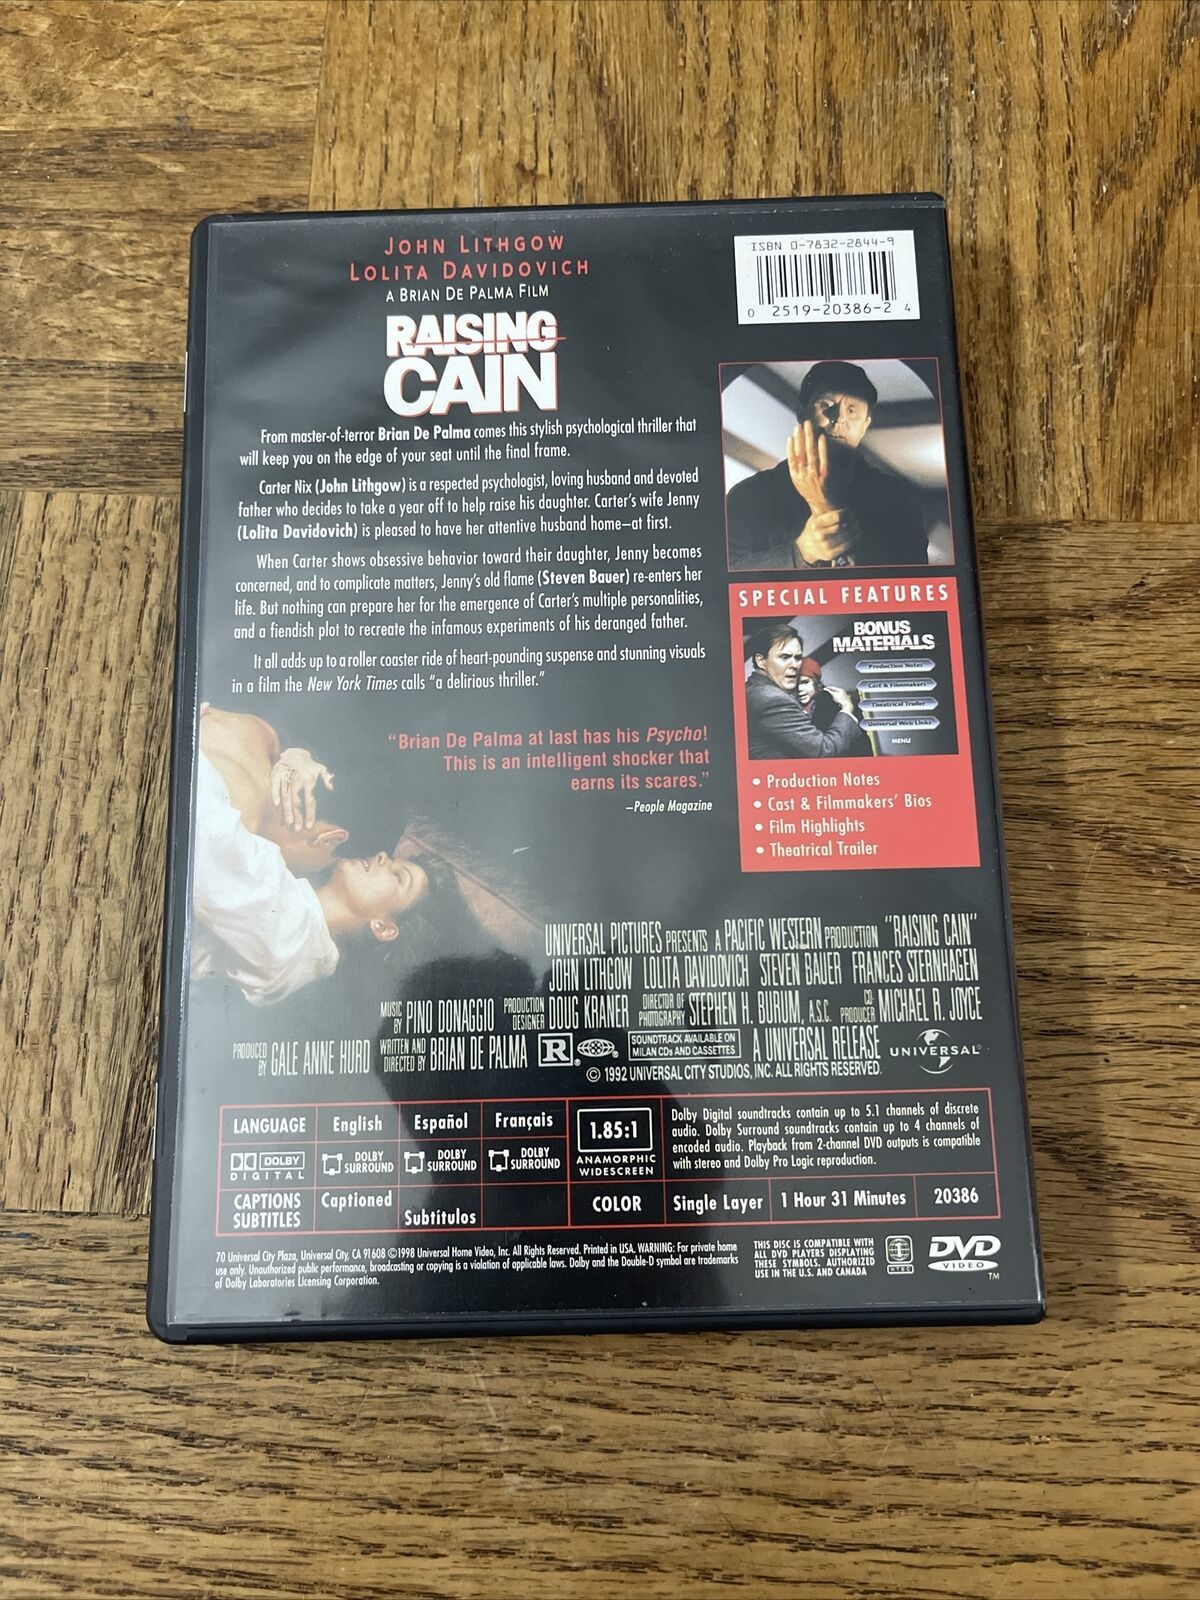 JOHN LITHGOW
LOLITA DAVIDOVICH
A BRIAN DE PALMA FILM
RAISING
CAIN
From master-of-terror Brian De Palma comes this stylish psychological thriller that
will keep you on the edge of your seat until the final frame.
Carter Nix (John Lithgow) is a respected psychologist, loving husband and devoted
father who decides to take a year off to help raise his daughter. Carter's wife Jenny
(Lolita Davidovich) is pleased to have her attentive husband home–at first.
When Carter shows obsessive behavior toward their daughter, Jenny becomes
concerned, and to complicate matters, Jenny's old flame (Steven Bauer) re-enters her
life. But nothing can prepare her for the emergence of Carter's multiple personalities,
and a fiendish plot to recreate the infamous experiments of his deranged father.
It all adds up to a roller coaster ride of heart-pounding suspense and stunning visuals
in a film the New York Times calls "a delirious thriller."
"Brian De Palma at last has his Psycho!
This is an intelligent shocker that
earns its scares."
–People Magazine
ISBN 0-7832-2844-9
0 2519-20386-2 4
SPECIAL FEATURES
BONUS
MATERIALS
Production Notes
Cast & Filmmakers
Theatrical Trailer
Universal Web Links
MENU
• Production Notes
• Cast & Filmmakers' Bios
• Film Highlights
• Theatrical Trailer
UNIVERSAL PICTURES PRESENTS A PACIFIC WESTERN PRODUCTION "RAISING CAIN"
JOHN LITHGOW LOLITA DAVIDOVICH STEVEN BAUER FRANCES STERNHAGEN
MUSIC BY PINO DONAGGIO PRODUCTION DESIGNER DOUG KRANER DIRECTOR OF PHOTOGRAPHY STEPHEN H. BURUM, A.S.C. CO-PRODUCER MICHAEL R. JOYCE
PRODUCED BY GALE ANNE HURD WRITTEN AND DIRECTED BY BRIAN DE PALMA R SOUNDTRACK AVAILABLE ON MILAN CDs AND CASSETTES A UNIVERSAL RELEASE UNIVERSAL
© 1992 UNIVERSAL CITY STUDIOS, INC. ALL RIGHTS RESERVED.
LANGUAGE English Español Français
DOLBY DIGITAL DOLBY SURROUND DOLBY SURROUND DOLBY SURROUND
CAPTIONS SUBTITLES Captioned Subtítulos
1.85:1
ANAMORPHIC
WIDESCREEN
Dolby Digital soundtracks contain up to 5.1 channels of discrete
audio. Dolby Surround soundtracks contain up to 4 channels of
encoded audio. Playback from 2-channel DVD outputs is compatible
with stereo and Dolby Pro Logic reproduction.
COLOR Single Layer 1 Hour 31 Minutes 20386
70 Universal City Plaza, Universal City, CA 91608 ©1998 Universal Home Video, Inc. All Rights Reserved. Printed in USA. WARNING: For private home
use only. Unauthorized public performance, broadcasting or copying is a violation of applicable laws. Dolby and the Double-D symbol are trademarks
of Dolby Laboratories Licensing Corporation.
THIS DISC IS COMPATIBLE WITH
ALL DVD PLAYERS DISPLAYING
THESE SYMBOLS. AUTHORIZED
USE IN THE U.S. AND CANADA
1
NTSC
DVD
VIDEO
TM